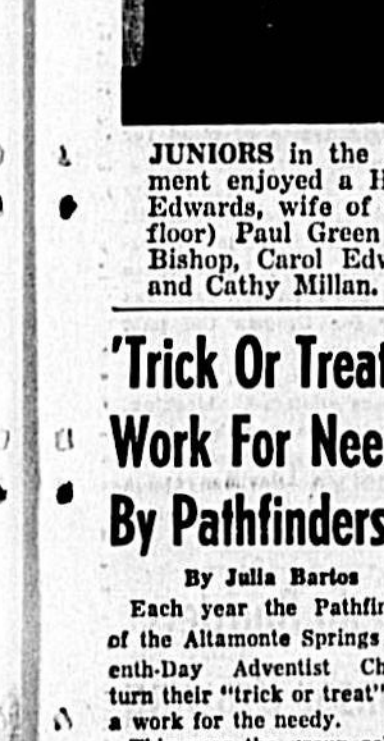 JUNIORS in the
ment enjoyed a H
Edwards, wife of
floor) Paul Green
Bishop, Carol Edw
and Cathy Millan.
'Trick Or Treat
Work For Nee
By Pathfinders
By Julia Bartos
Each year the Pathfin
of the Altamonte Springs
enth-Day Adventist Ch
turn their "trick or treat"
a work for the needy.